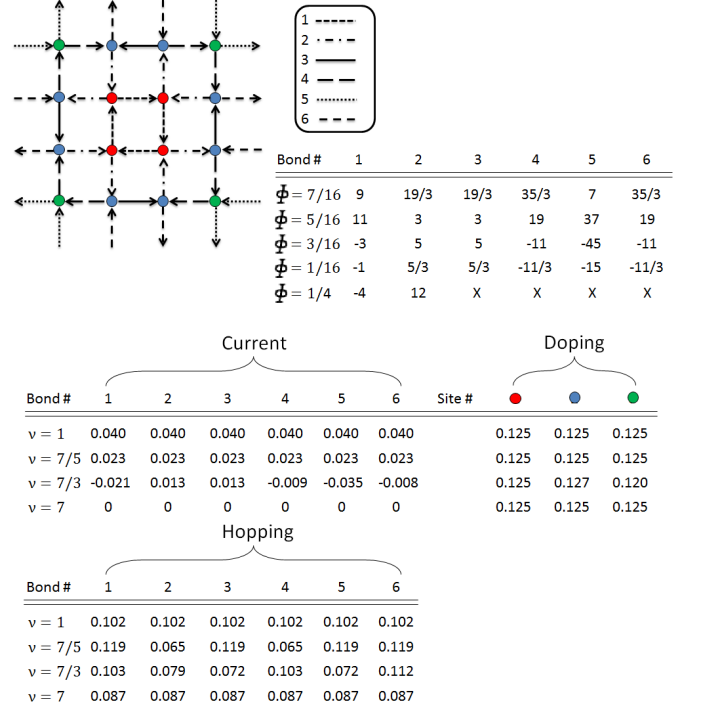 1
2
3
4
5
6
Bond # 1 2 3 4 5 6
ϕ = 7/16 9 19/3 19/3 35/3 7 35/3
ϕ = 5/16 11 3 3 19 37 19
ϕ = 3/16 -3 5 5 -11 -45 -11
ϕ = 1/16 -1 5/3 5/3 -11/3 -15 -11/3
ϕ = 1/4 -4 12 X X X X
Current Doping
Bond # 1 2 3 4 5 6 Site #
ν = 1 0.040 0.040 0.040 0.040 0.040 0.040 0.125 0.125 0.125
ν = 7/5 0.023 0.023 0.023 0.023 0.023 0.023 0.125 0.125 0.125
ν = 7/3 -0.021 0.013 0.013 -0.009 -0.035 -0.008 0.125 0.127 0.120
ν = 7 0 0 0 0 0 0 0.125 0.125 0.125
Hopping
Bond # 1 2 3 4 5 6
ν = 1 0.102 0.102 0.102 0.102 0.102 0.102
ν = 7/5 0.119 0.065 0.119 0.065 0.119 0.119
ν = 7/3 0.103 0.079 0.072 0.103 0.072 0.112
ν = 7 0.087 0.087 0.087 0.087 0.087 0.087